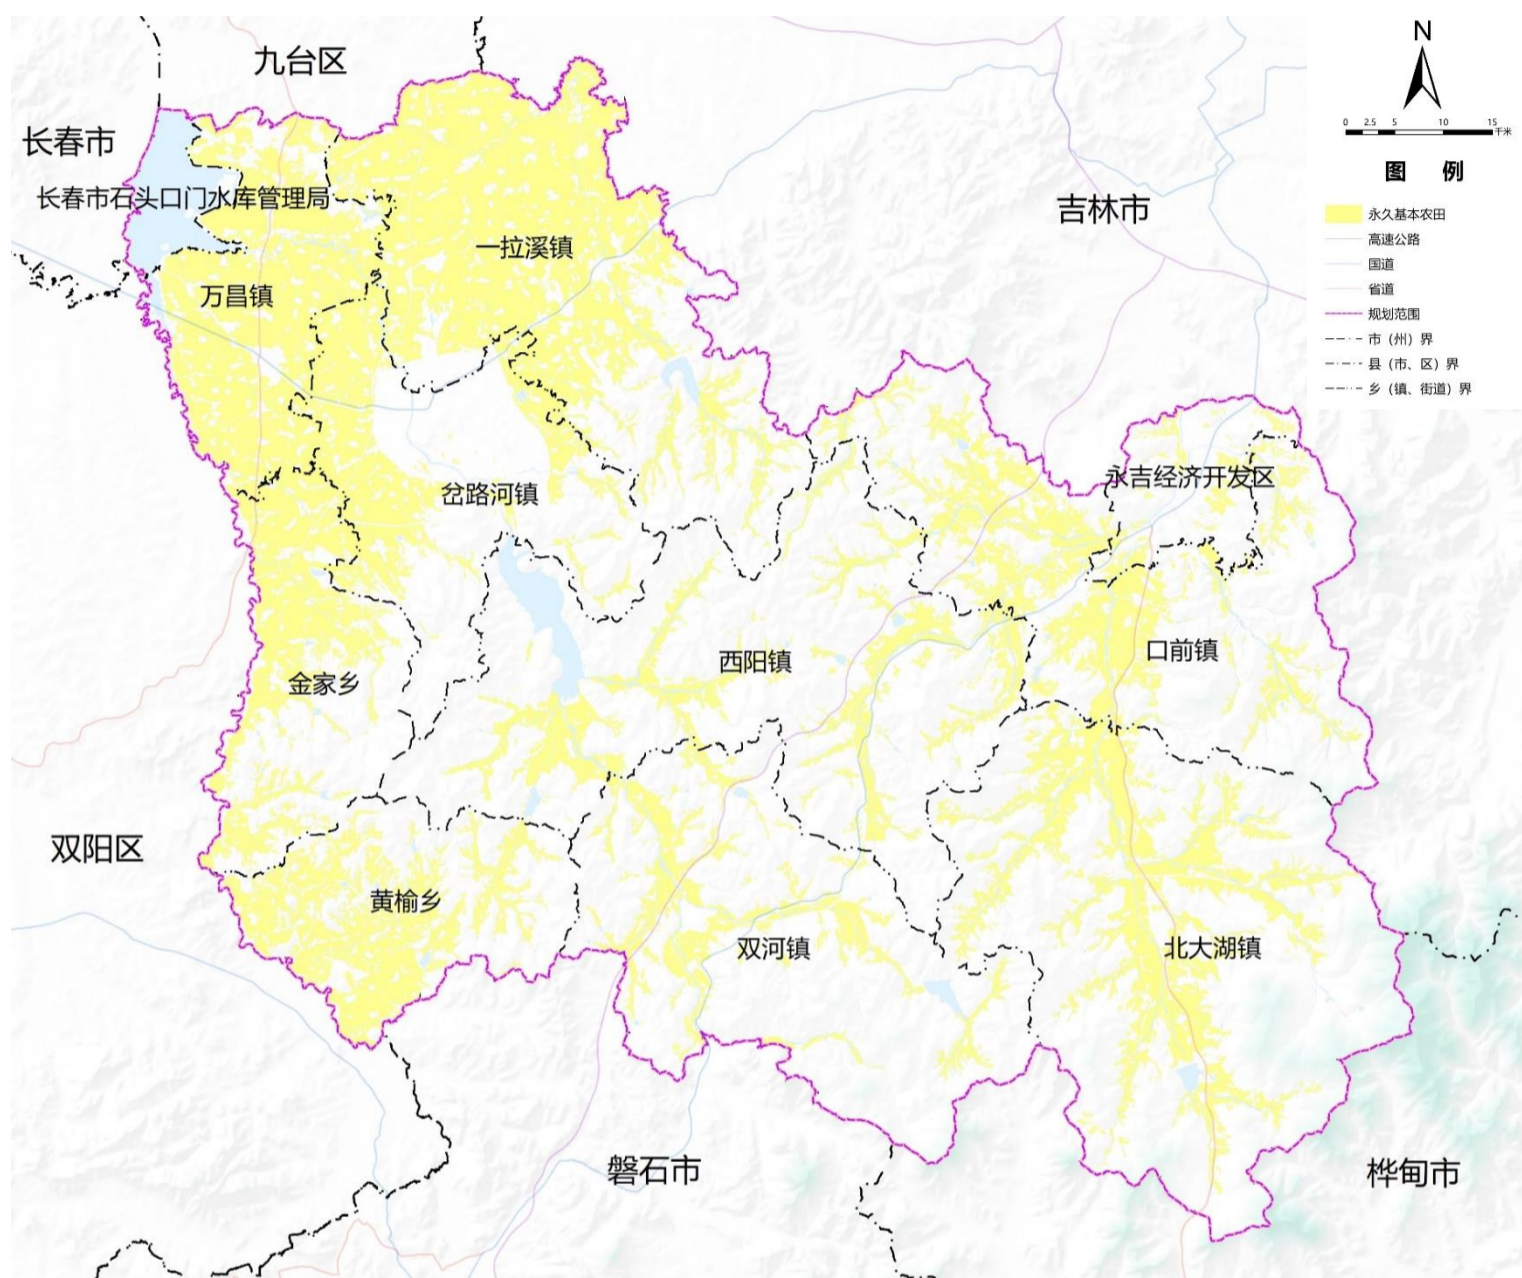 九台区
N
长春市
0 2.5 5 10 15
千米
图 例
长春市石头口门水库管理局
吉林市
永久基本农田
高速公路
一拉溪镇
国道
万昌镇
省道
规划范围
市（州）界
县（市、区）界
乡（镇、街道）界
永吉经济开发区
岔路河镇
口前镇
西阳镇
金家乡
双阳区
黄榆乡
双河镇
北大湖镇
磐石市
桦甸市